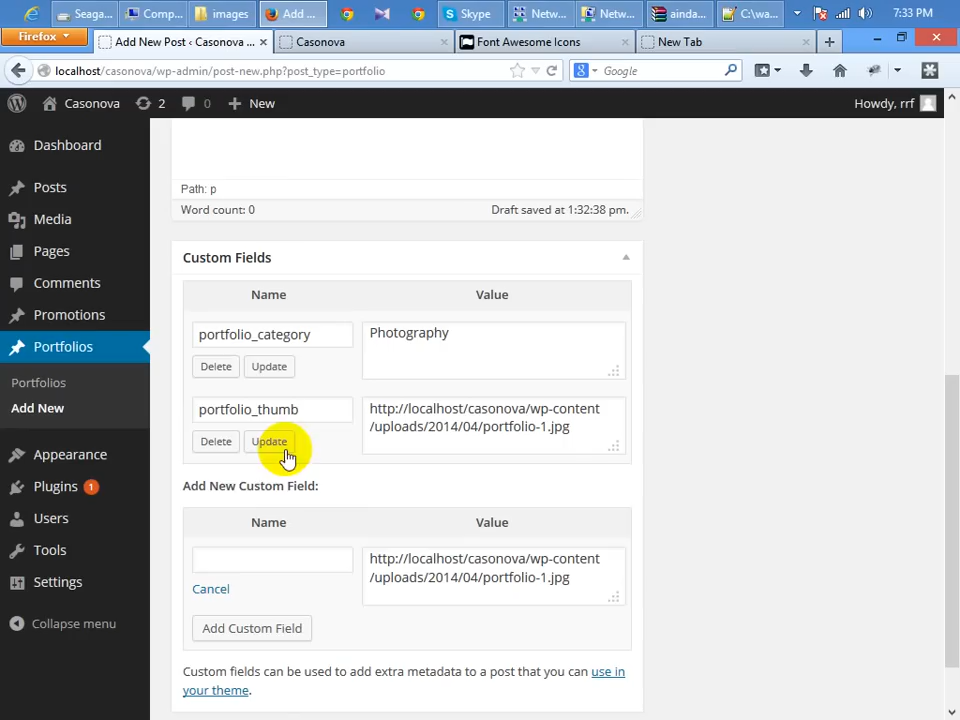 Seaga...
Comp...
images
Add ...
Skype
Netw...
Netw...
ainda...
C:\wa...
7:33 PM
Firefox
Add New Post ‹ Casonova ...
Casonova
Font Awesome Icons
New Tab
localhost/casonova/wp-admin/post-new.php?post_type=portfolio
Google
Casonova
2
0
New
Howdy, rrf
Dashboard
Posts
Media
Pages
Comments
Promotions
Portfolios
Portfolios
Add New
Appearance
Plugins 1
Users
Tools
Settings
Collapse menu
Path: p
Word count: 0
Draft saved at 1:32:38 pm.
Custom Fields
Name Value
portfolio_category
Photography
Delete Update
portfolio_thumb
http://localhost/casonova/wp-content
/uploads/2014/04/portfolio-1.jpg
Delete Update
Add New Custom Field:
Name Value
http://localhost/casonova/wp-content
/uploads/2014/04/portfolio-1.jpg
Cancel
Add Custom Field
Custom fields can be used to add extra metadata to a post that you can use in
your theme.